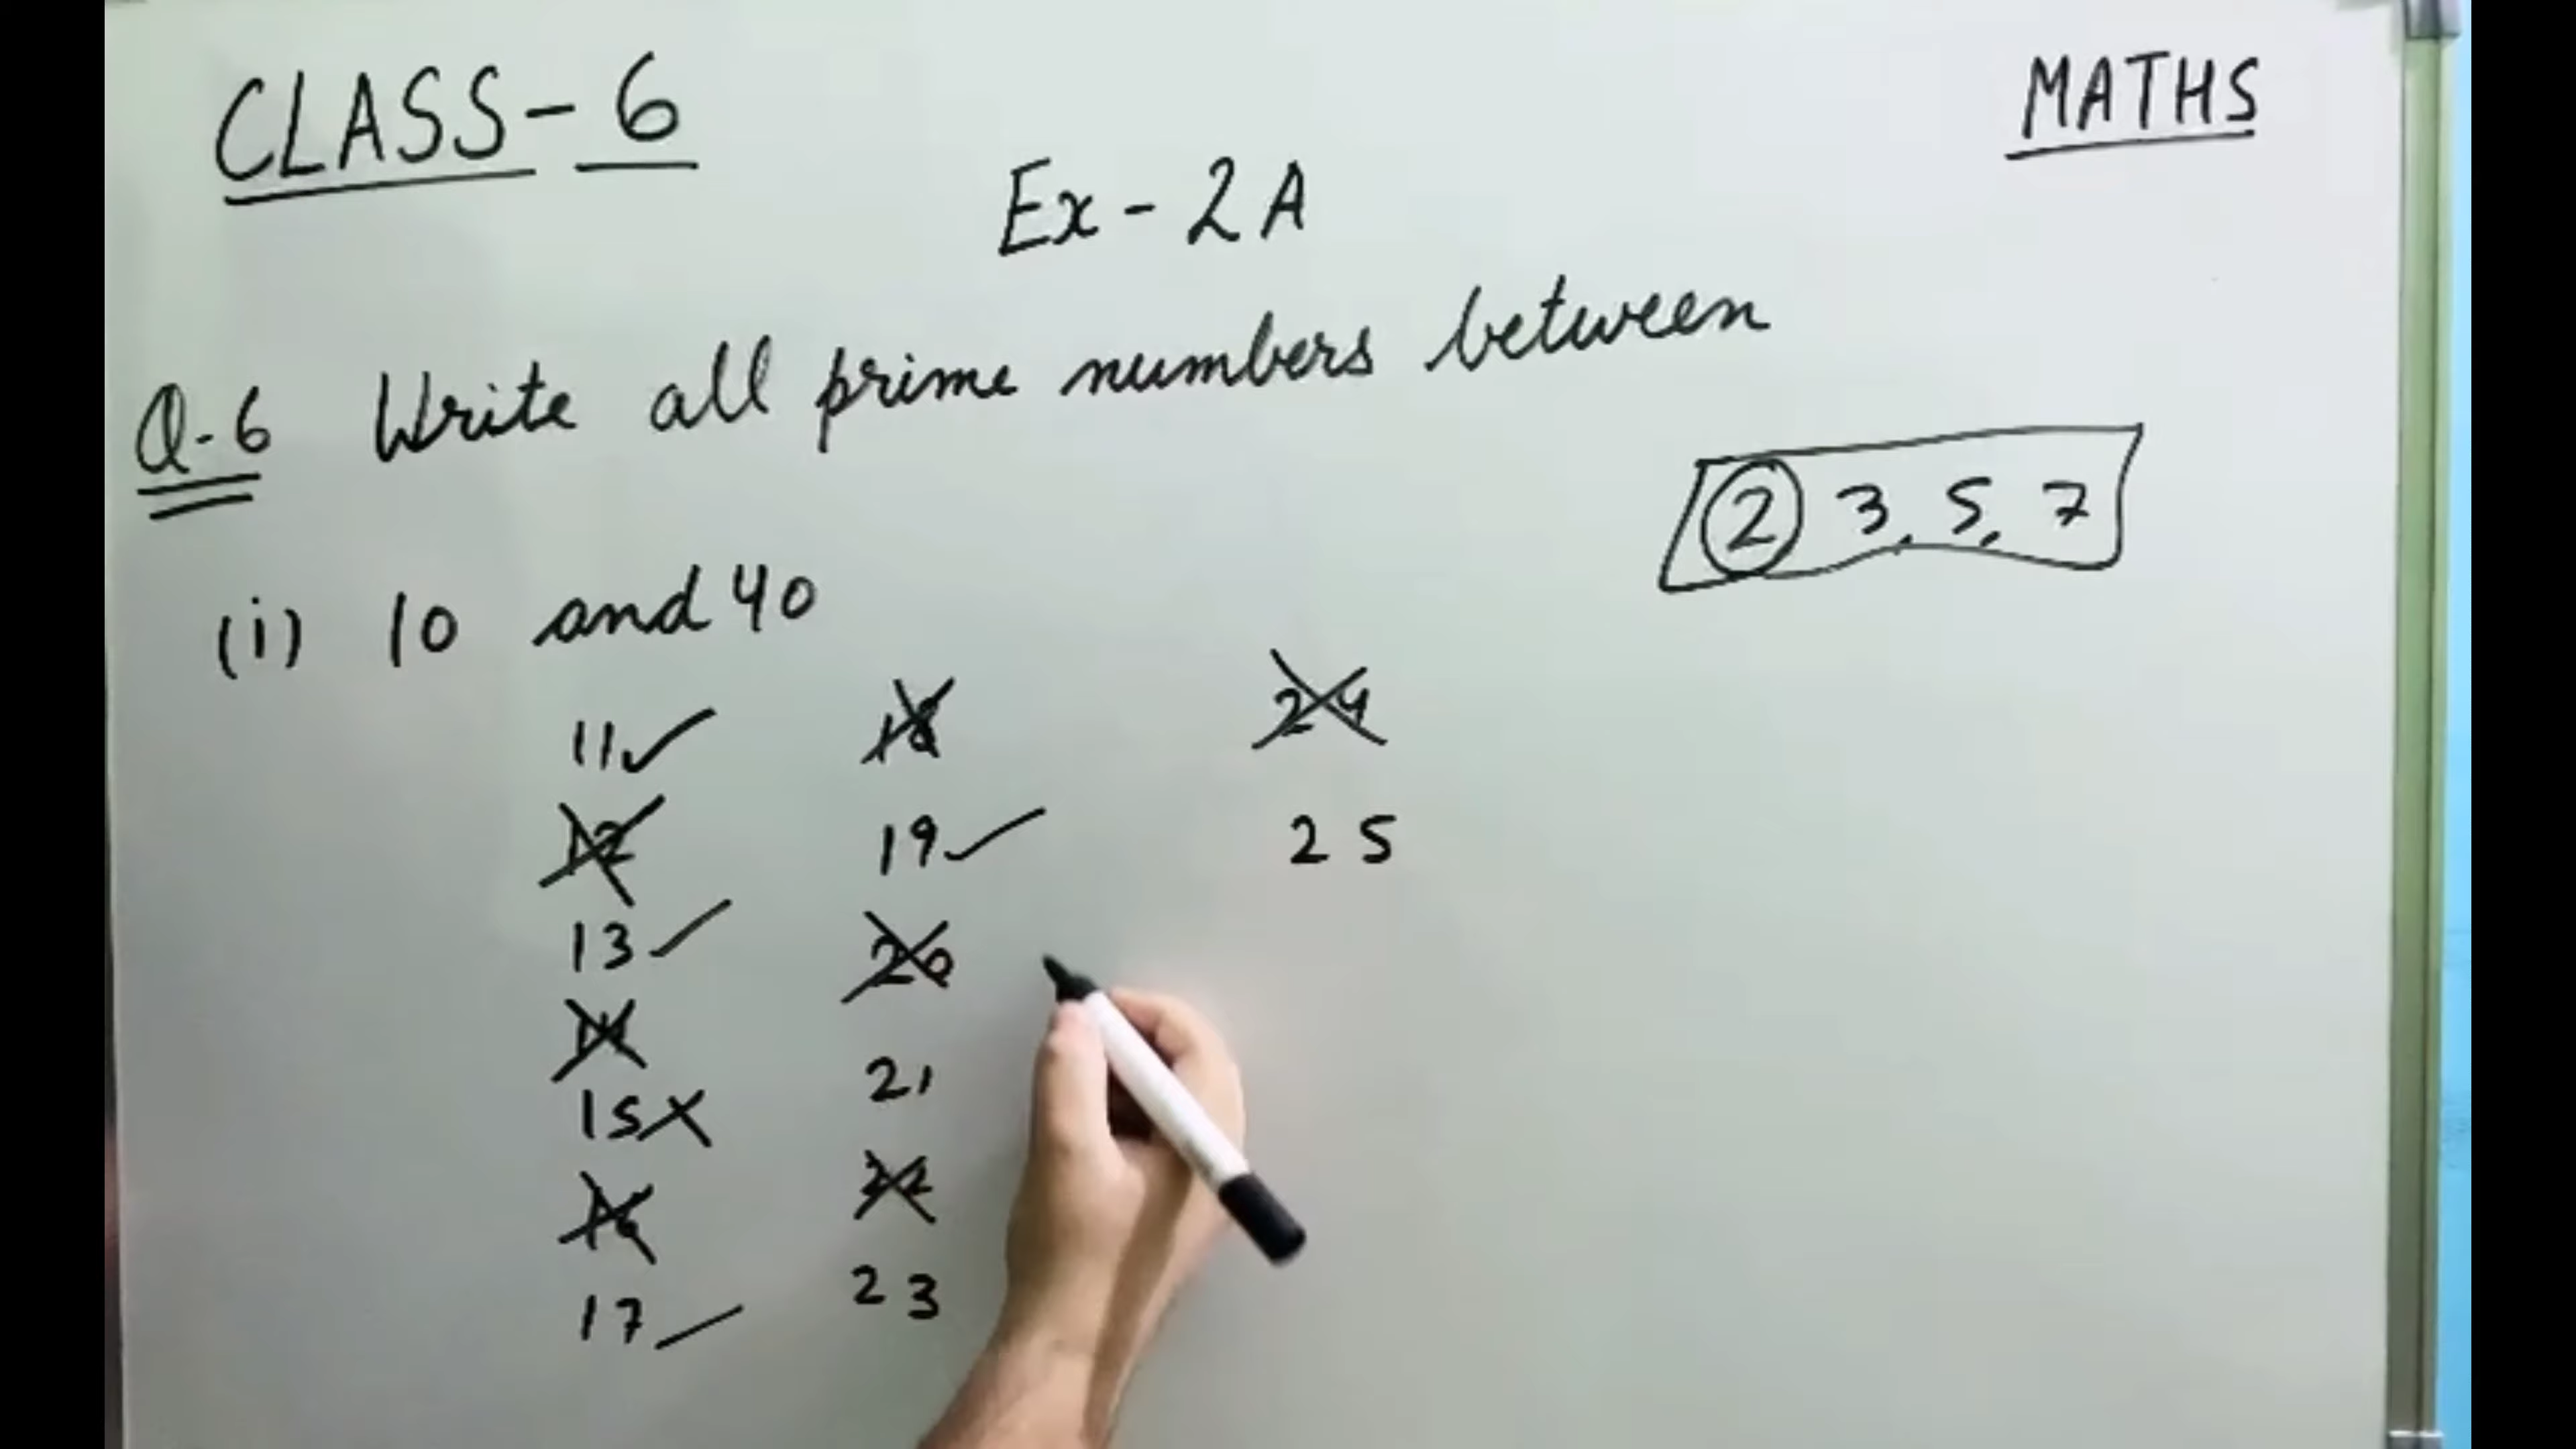 CLASS-6
MATHS
Ex-2A
Q-6 Write all prime numbers between
2 3, 5, 7
(i) 10 and 40
11✓ 18 24
12 19✓ 25
13✓ 20
14 21
15X 22
16 23
17✓